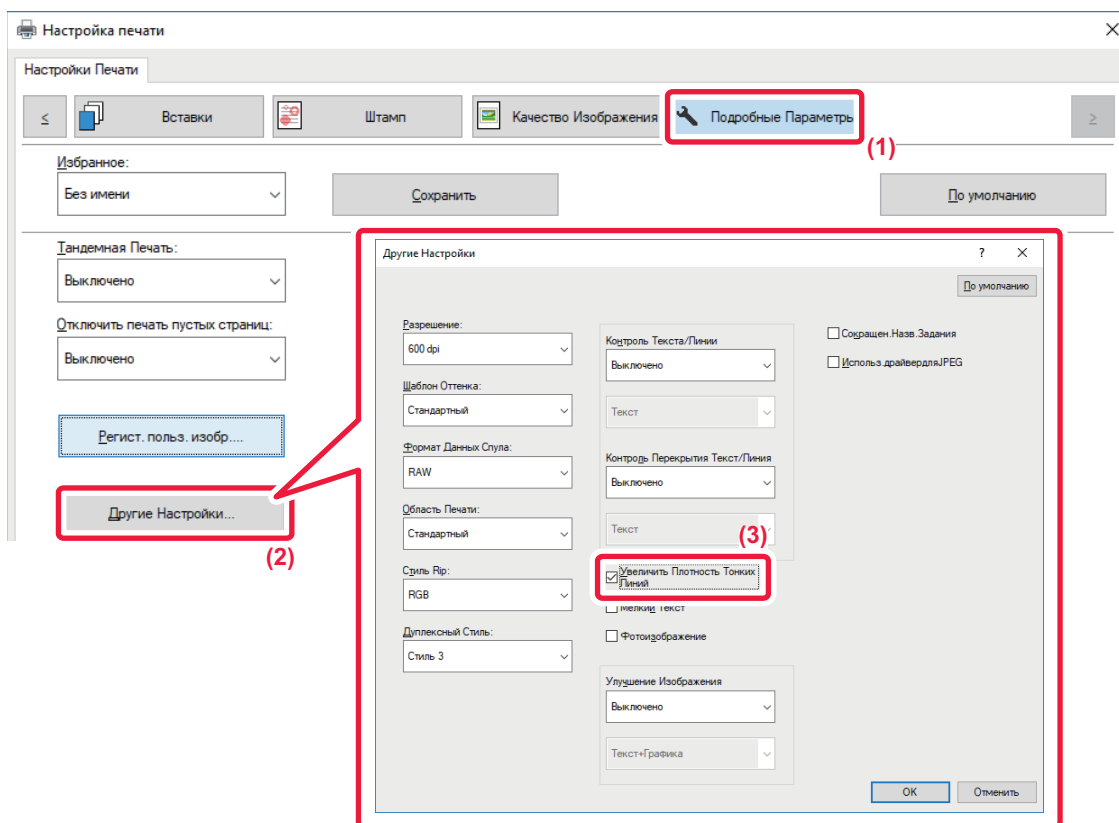 Настройка печати
Настройки Печати
<
Вставки
Штамп
Качество Изображения
Подробные Параметры
>
(1)
Избранное:
Без имени
Сохранить
По умолчанию
Тандемная Печать:
Выключено
Отключить печать пустых страниц:
Выключено
Регист. польз. изобр....
Другие Настройки...
(2)
Другие Настройки
?
По умолчанию
Разрешение:
600 dpi
Шаблон Оттенка:
Стандартный
Формат Данных Спула:
RAW
Область Печати:
Стандартный
Стиль Rip:
RGB
Дуплексный Стиль:
Стиль 3
Контроль Текста/Линии
Выключено
Текст
Контроль Перекрытия Текст/Линия
Выключено
Текст
(3)
Увеличить Плотность Тонких
Линий
Мелкий Текст
Фотоизображение
Улучшение Изображения
Выключено
Текст+Графика
Сокращен.Назв.Задания
Использ.драйверdляJPEG
OK
Отменить